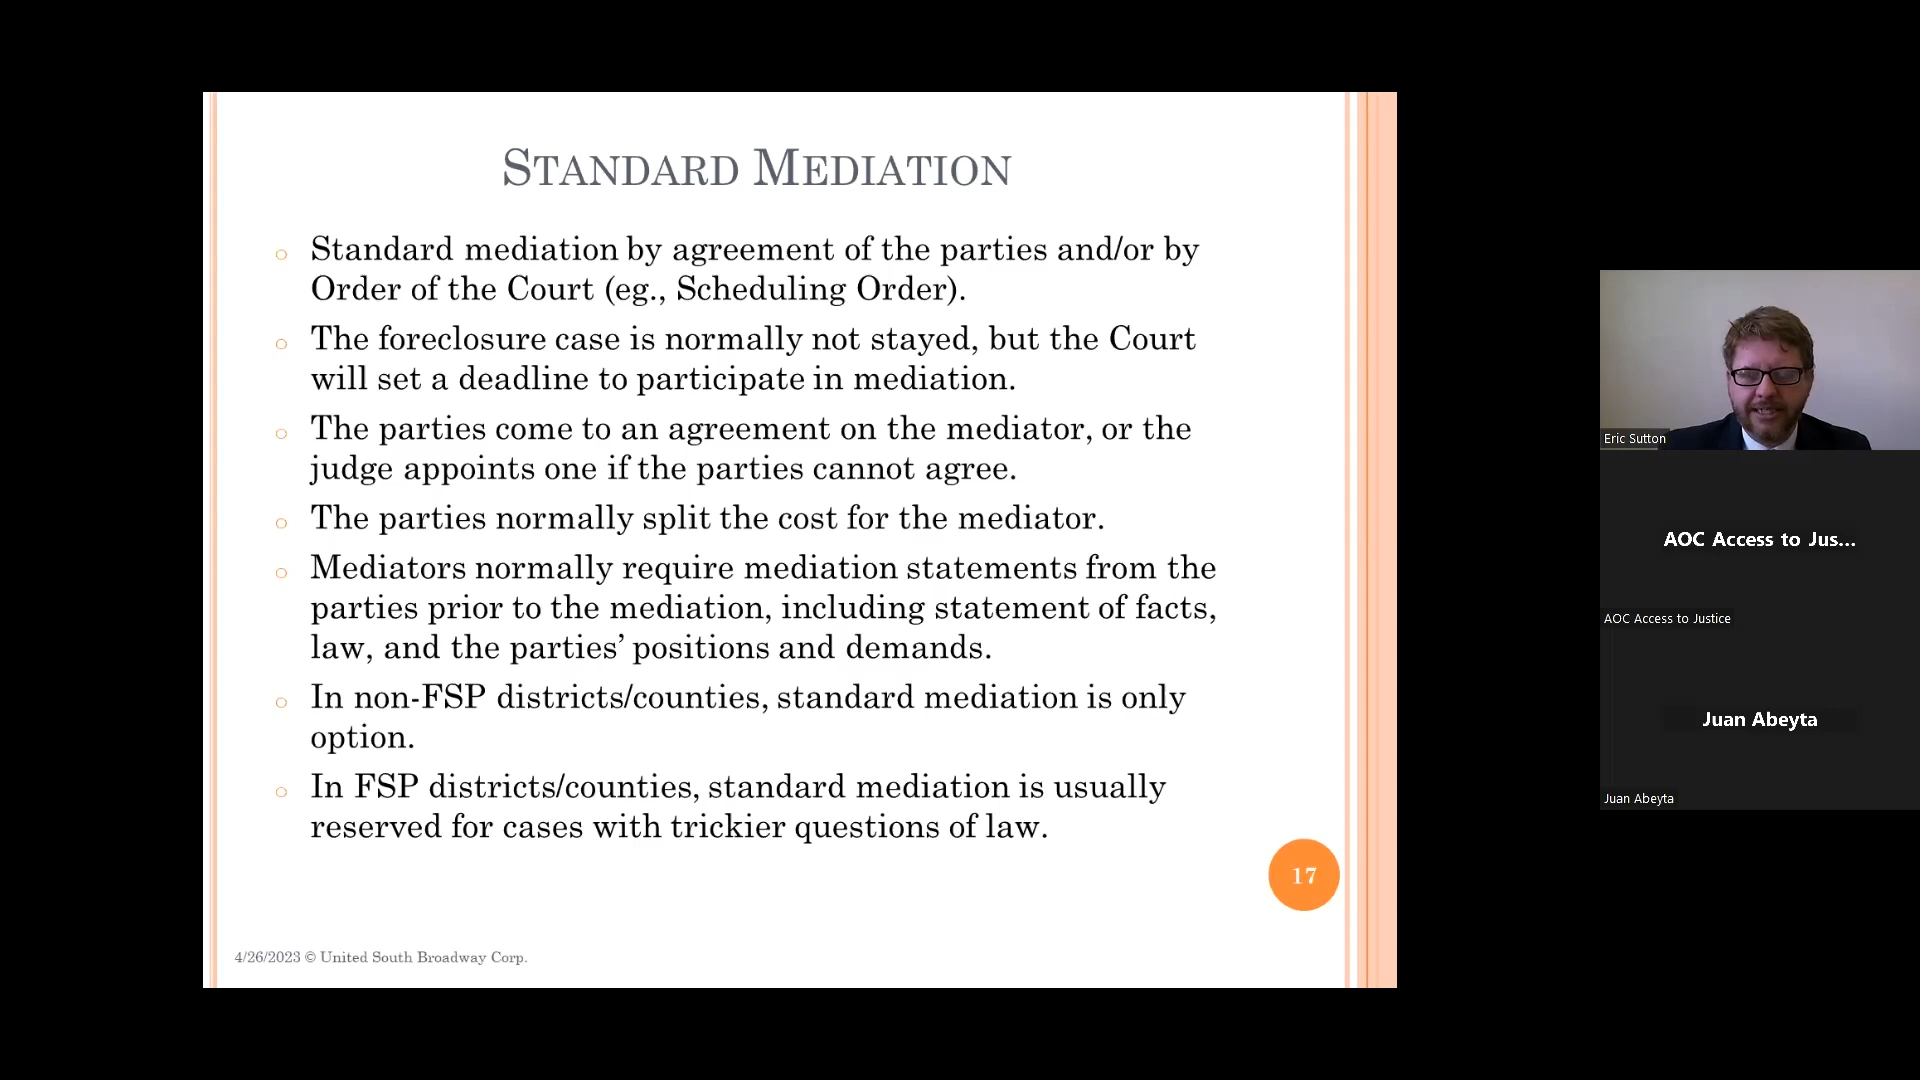 STANDARD MEDIATION
Standard mediation by agreement of the parties and/or by
Order of the Court (eg., Scheduling Order).
The foreclosure case is normally not stayed, but the Court
will set a deadline to participate in mediation.
The parties come to an agreement on the mediator, or the
judge appoints one if the parties cannot agree.
The parties normally split the cost for the mediator.
Mediators normally require mediation statements from the
parties prior to the mediation, including statement of facts,
law, and the parties’ positions and demands.
In non-FSP districts/counties, standard mediation is only
option.
In FSP districts/counties, standard mediation is usually
reserved for cases with trickier questions of law.
17
4/26/2023 © United South Broadway Corp.
Eric Sutton
AOC Access to Jus...
AOC Access to Justice
Juan Abeyta
Juan Abeyta